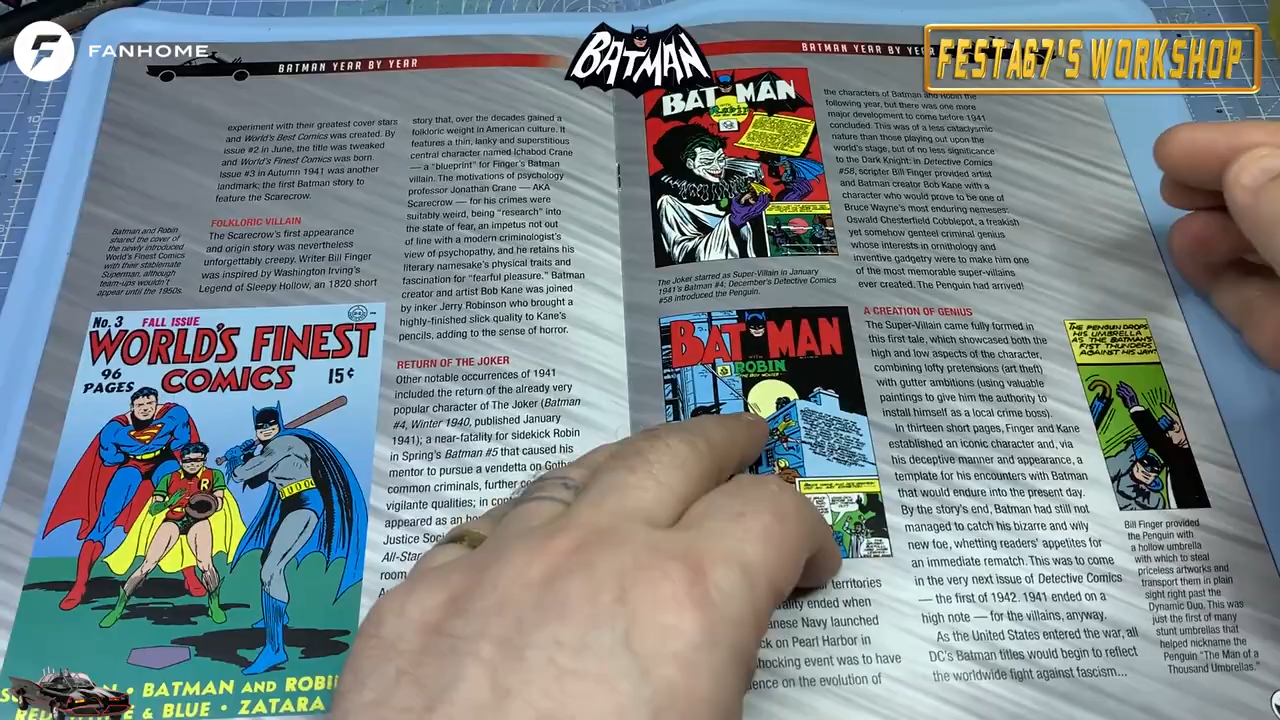 FANHOME
BATMAN
FESTA67'S WORKSHOP
BATMAN YEAR BY YEAR
experiment with their greatest cover stars
and World's Best Comics was created. By
issue #2 in June, the title was tweaked
and World's Finest Comics was born.
Issue #3 in Autumn 1941 was another
landmark; the first Batman story to
feature the Scarecrow.
FOLKLORIC VILLAIN
The Scarecrow's first appearance
and origin story was nevertheless
unforgettably creepy. Writer Bill Finger
was inspired by Washington Irving's
Legend of Sleepy Hollow, an 1820 short
Batman and Robin
shared the cover of
the newly introduced
World's Finest Comics
with their stablemate
Superman, although
team-ups wouldn't
appear until the 1950s.
No. 3
FALL ISSUE
WORLD'S FINEST
96
PAGES
COMICS
15¢
BATMAN AND ROBI
& BLUE • ZATARA
story that, over the decades gained a
folkloric weight in American culture. It
features a thin, lanky and superstitious
central character named Ichabod Crane
— a "blueprint" for Finger's Batman
villain. The motivations of psychology
professor Jonathan Crane — AKA
Scarecrow — for his crimes were
suitably weird, being "research" into
the state of fear, an impetus not out
of line with a modern criminologist's
view of psychopathy, and he retains his
literary namesake's physical traits and
fascination for "fearful pleasure." Batman
creator and artist Bob Kane was joined
by inker Jerry Robinson who brought a
highly-finished slick quality to Kane's
pencils, adding to the sense of horror.
RETURN OF THE JOKER
Other notable occurrences of 1941
included the return of the already very
popular character of The Joker (Batman
#4, Winter 1940, published January
1941); a near-fatality for sidekick Robin
in Spring's Batman #5 that caused his
mentor to pursue a vendetta on Goth
common criminals, further
vigilante qualities; in
appeared as an
Justice
All-Star
room
BATMAN YEAR BY YEA
BATMAN
The Joker starred as Super-Villain in January
1941's Batman #4; December's Detective Comics
#58 introduced the Penguin.
BATMAN
WITH
ROBIN
THE BOY WONDER
territories
ality ended when
anese Navy launched
ck on Pearl Harbor in
hocking event was to have
ence on the evolution of
the characters of Batman and Robin the
following year, but there was one more
major development to come before 1941
concluded. This was of a less cataclysmic
nature than those playing out upon the
world's stage, but of no less significance
to the Dark Knight: in Detective Comics
#58, scripter Bill Finger provided artist
and Batman creator Bob Kane with a
character who would prove to be one of
Bruce Wayne's most enduring nemeses:
Oswald Chesterfield Cobblepot, a freakish
yet somehow genteel criminal genius
whose interests in ornithology and
inventive gadgetry were to make him one
of the most memorable super-villains
ever created. The Penguin had arrived!
A CREATION OF GENIUS
The Super-Villain came fully formed in
this first tale, which showcased both the
high and low aspects of the character,
combining lofty pretensions (art theft)
with gutter ambitions (using valuable
paintings to give him the authority to
install himself as a local crime boss).
In thirteen short pages, Finger and Kane
established an iconic character and, via
his deceptive manner and appearance, a
template for his encounters with Batman
that would endure into the present day.
By the story's end, Batman had still not
managed to catch his bizarre and wily
new foe, whetting readers' appetites for
an immediate rematch. This was to come
in the very next issue of Detective Comics
— the first of 1942. 1941 ended on a
high note — for the villains, anyway.
As the United States entered the war, all
DC's Batman titles would begin to reflect
the worldwide fight against fascism...
THE PENGUIN DROPS
HIS UMBRELLA
AS THE BATMAN'S
FIST THUNDERS
AGAINST HIS JAW!
Bill Finger provided
the Penguin with
a hollow umbrella
with which to steal
priceless artworks and
transport them in plain
sight right past the
Dynamic Duo. This was
just the first of many
stunt umbrellas that
helped nickname the
Penguin "The Man of a
Thousand Umbrellas."